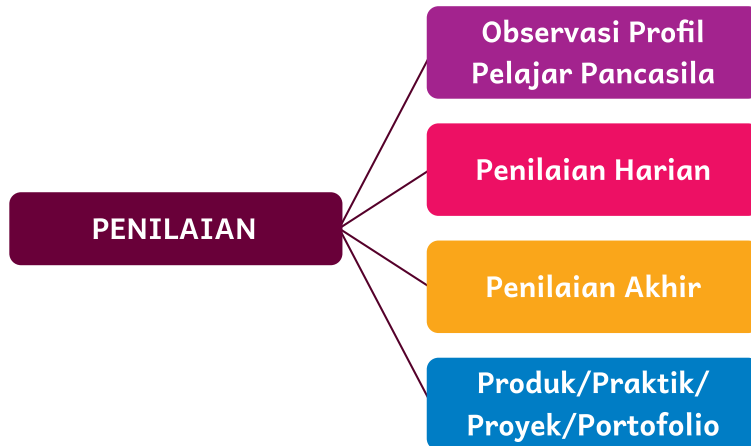 PENILAIAN
Observasi Profil
Pelajar Pancasila
Penilaian Harian
Penilaian Akhir
Produk/Praktik/
Proyek/Portofolio